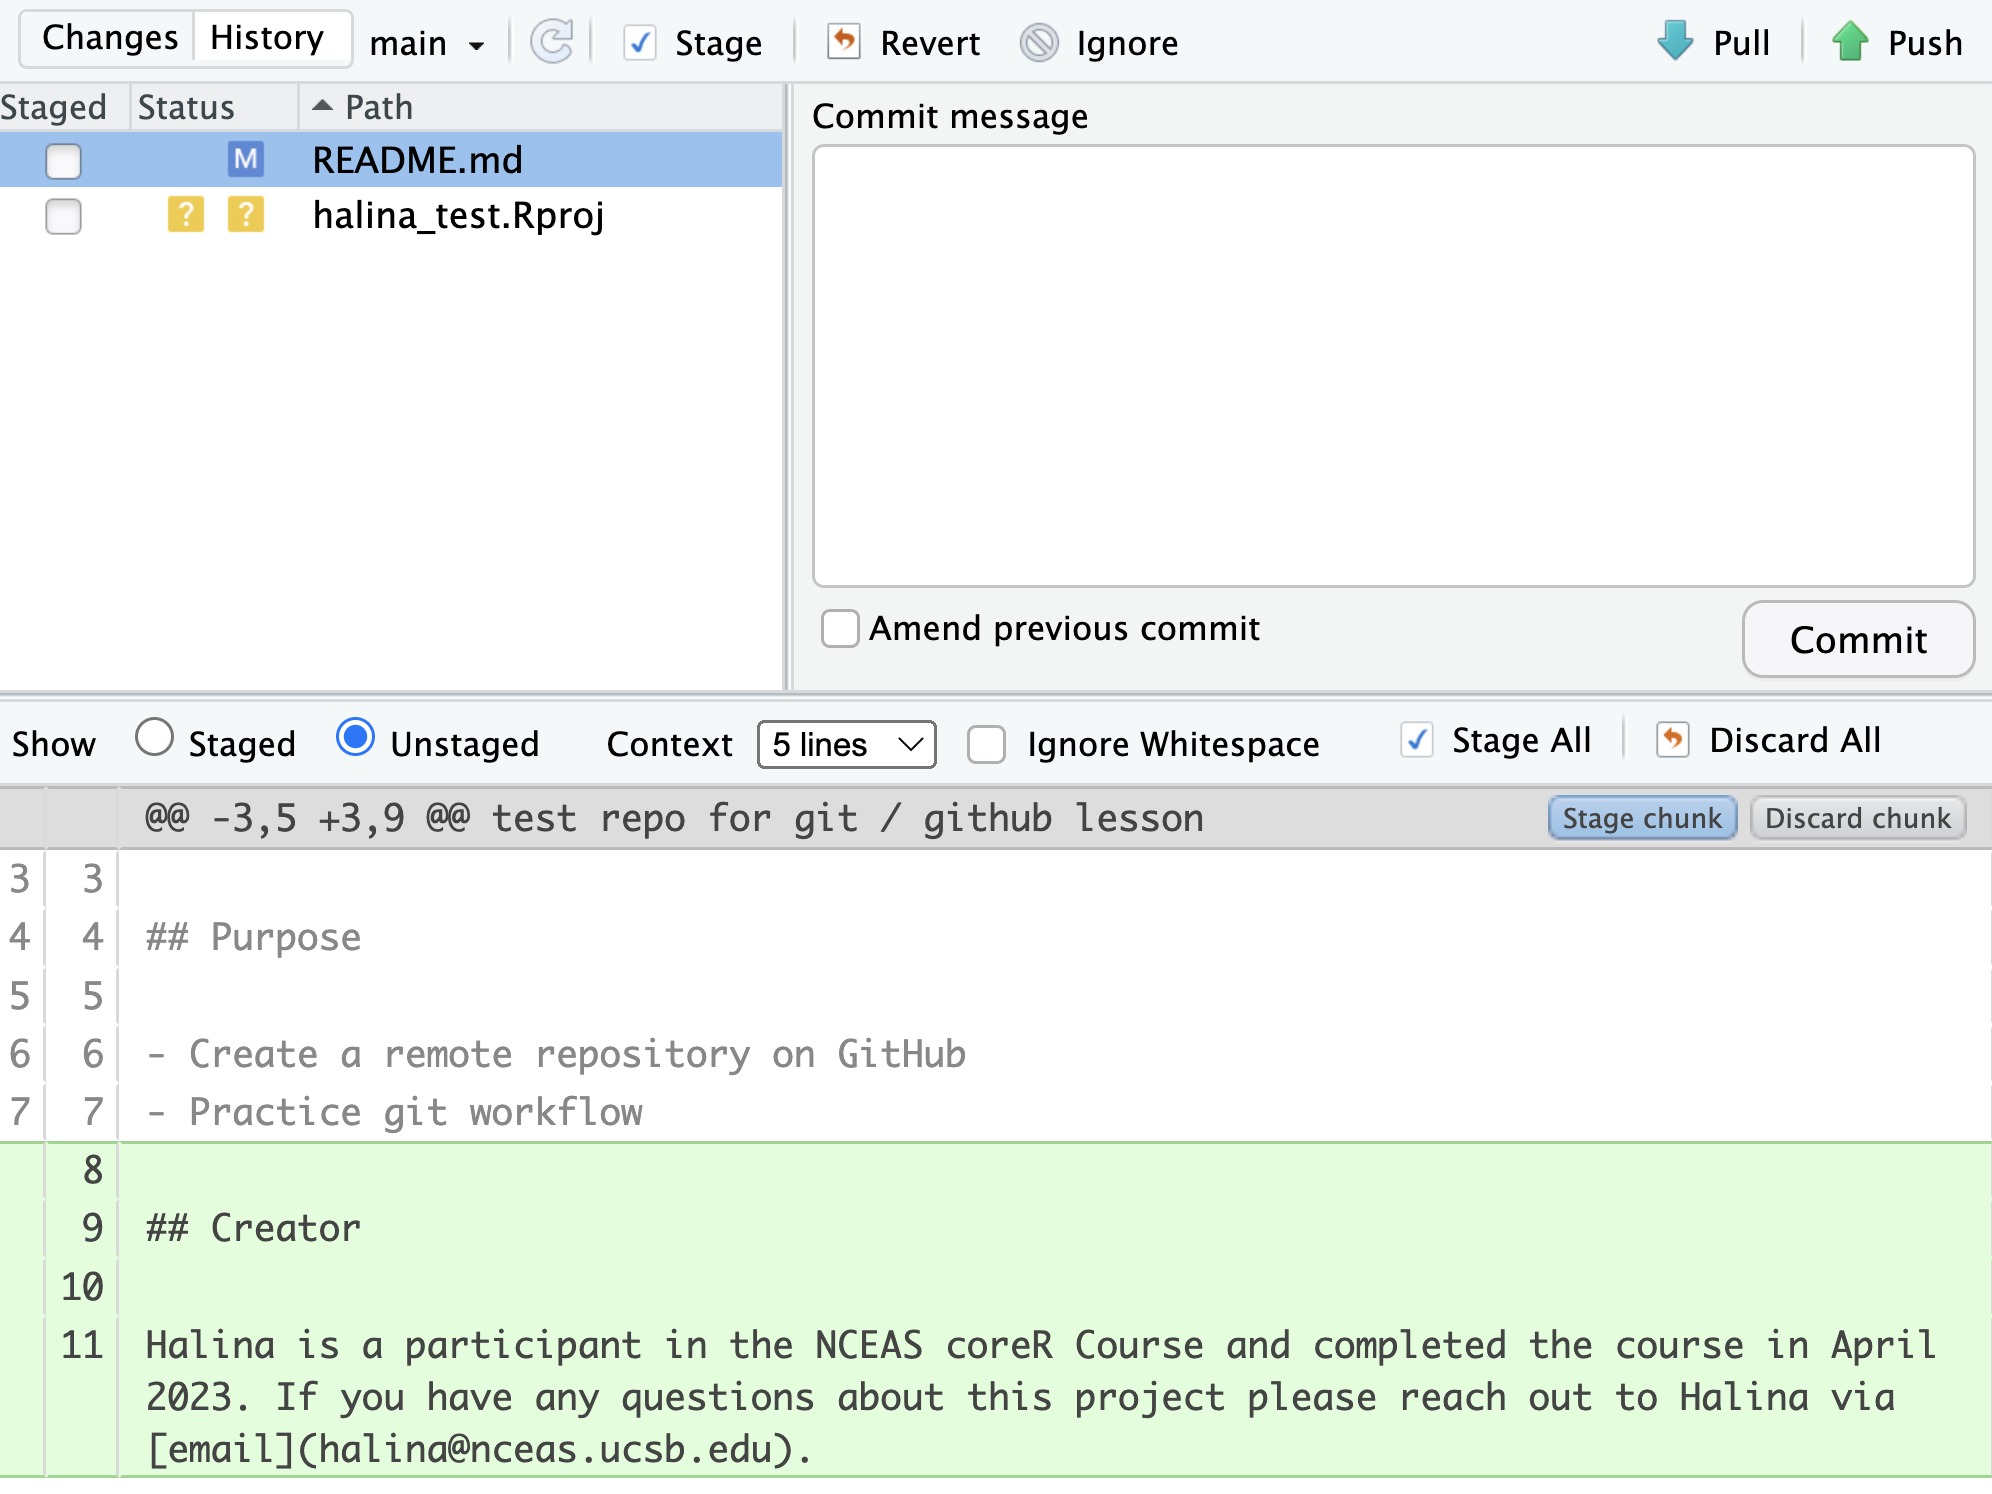 Changes History main Stage Revert Ignore Pull Push
Staged Status Path
M README.md
? ? halina_test.Rproj
Commit message
Amend previous commit
Commit
Show Staged Unstaged Context 5 lines Ignore Whitespace Stage All Discard All
@@ -3,5 +3,9 @@ test repo for git / github lesson Stage chunk Discard chunk
3 3
4 4 ## Purpose
5 5
6 6 - Create a remote repository on GitHub
7 7 - Practice git workflow
8
9 ## Creator
10
11 Halina is a participant in the NCEAS coreR Course and completed the course in April
2023. If you have any questions about this project please reach out to Halina via
[email](halina@nceas.ucsb.edu).